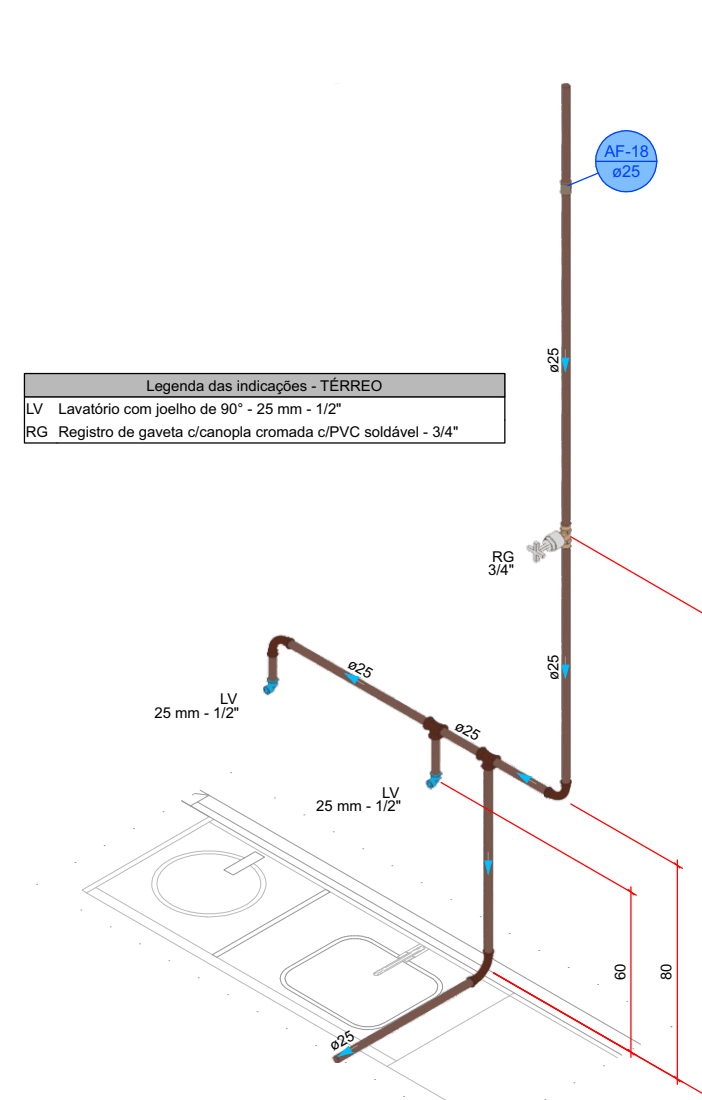 AF-18
ø25
ø25
Legenda das indicações - TÉRREO
LV Lavatório com joelho de 90° - 25 mm - 1/2"
RG Registro de gaveta c/canopla cromada c/PVC soldável - 3/4"
RG
3/4"
ø25
ø25
LV
25 mm - 1/2"
ø25
LV
25 mm - 1/2"
60
80
ø25